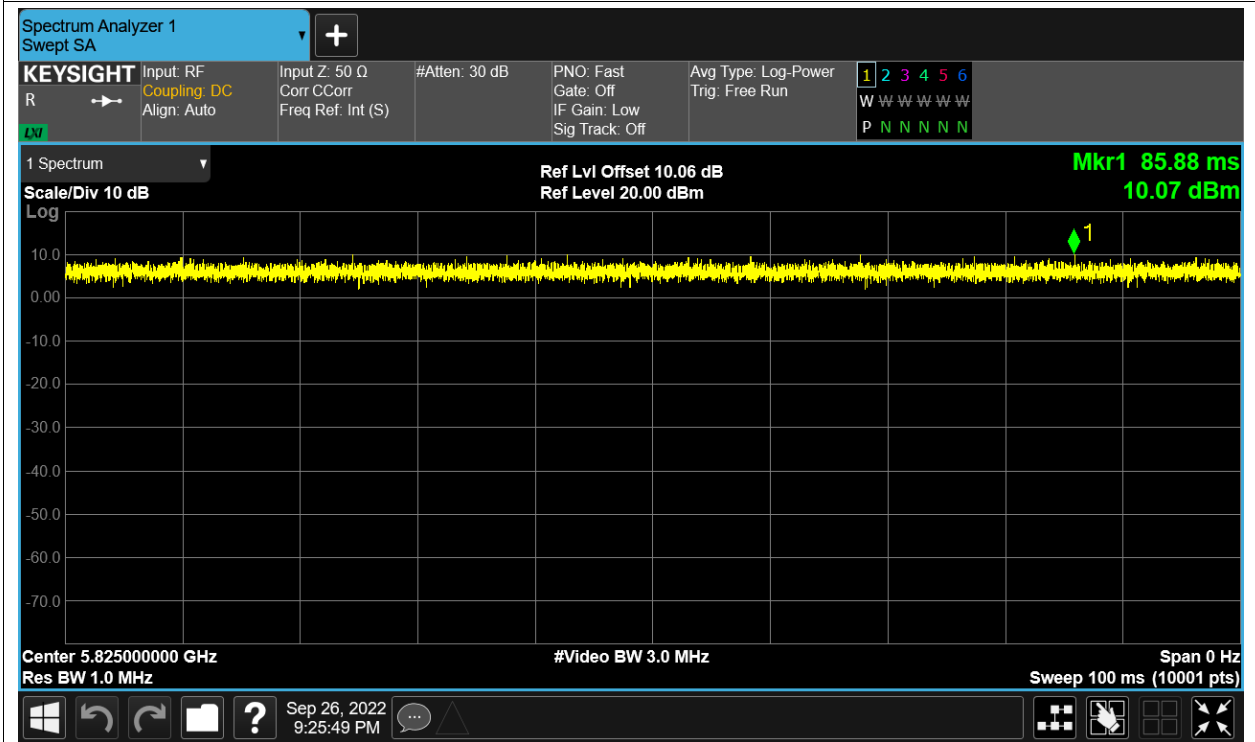 Spectrum Analyzer 1
Swept SA
+
KEYSIGHT Input: RF Input Z: 50 Ω #Atten: 30 dB PNO: Fast Avg Type: Log-Power 1 2 3 4 5 6
R Coupling: DC Corr CCorr Gate: Off Trig: Free Run W W W W W W
Align: Auto Freq Ref: Int (S) IF Gain: Low
LXI Sig Track: Off P N N N N N
1 Spectrum Ref Lvl Offset 10.06 dB Mkr1 85.88 ms
Scale/Div 10 dB Ref Level 20.00 dBm 10.07 dBm
Log
1
10.0
0.00
-10.0
-20.0
-30.0
-40.0
-50.0
-60.0
-70.0
Center 5.825000000 GHz #Video BW 3.0 MHz Span 0 Hz
Res BW 1.0 MHz Sweep 100 ms (10001 pts)
? Sep 26, 2022
9:25:49 PM